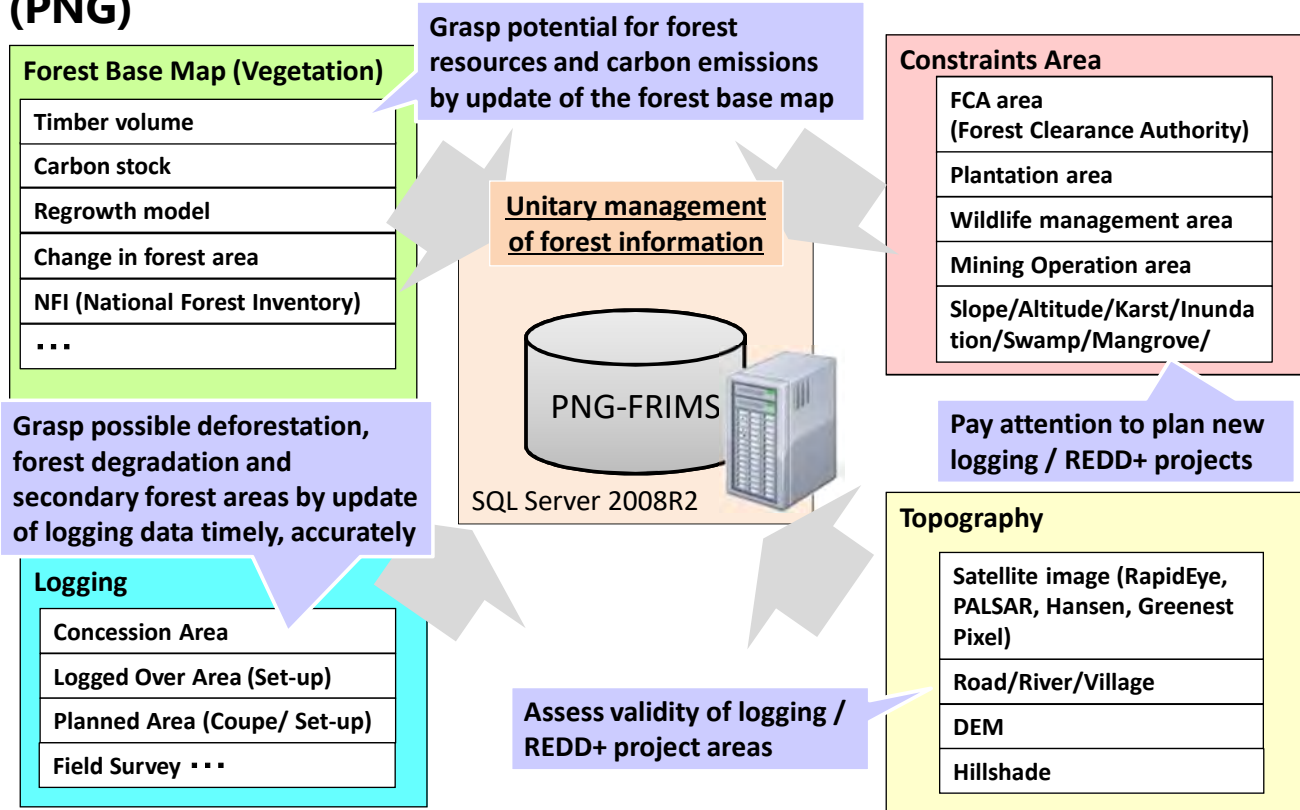 (PNG)
Grasp potential for forest
resources and carbon emissions
by update of the forest base map
Forest Base Map (Vegetation)
Timber volume
Carbon stock
Regrowth model
Change in forest area
NFI (National Forest Inventory)
･･･
Constraints Area
FCA area
(Forest Clearance Authority)
Plantation area
Wildlife management area
Mining Operation area
Slope/Altitude/Karst/Inunda
tion/Swamp/Mangrove/
Unitary management
of forest information
PNG-FRIMS
SQL Server 2008R2
Pay attention to plan new
logging / REDD+ projects
Grasp possible deforestation,
forest degradation and
secondary forest areas by update
of logging data timely, accurately
Logging
Concession Area
Logged Over Area (Set-up)
Planned Area (Coupe/ Set-up)
Field Survey ･･･
Assess validity of logging /
REDD+ project areas
Topography
Satellite image (RapidEye,
PALSAR, Hansen, Greenest
Pixel)
Road/River/Village
DEM
Hillshade